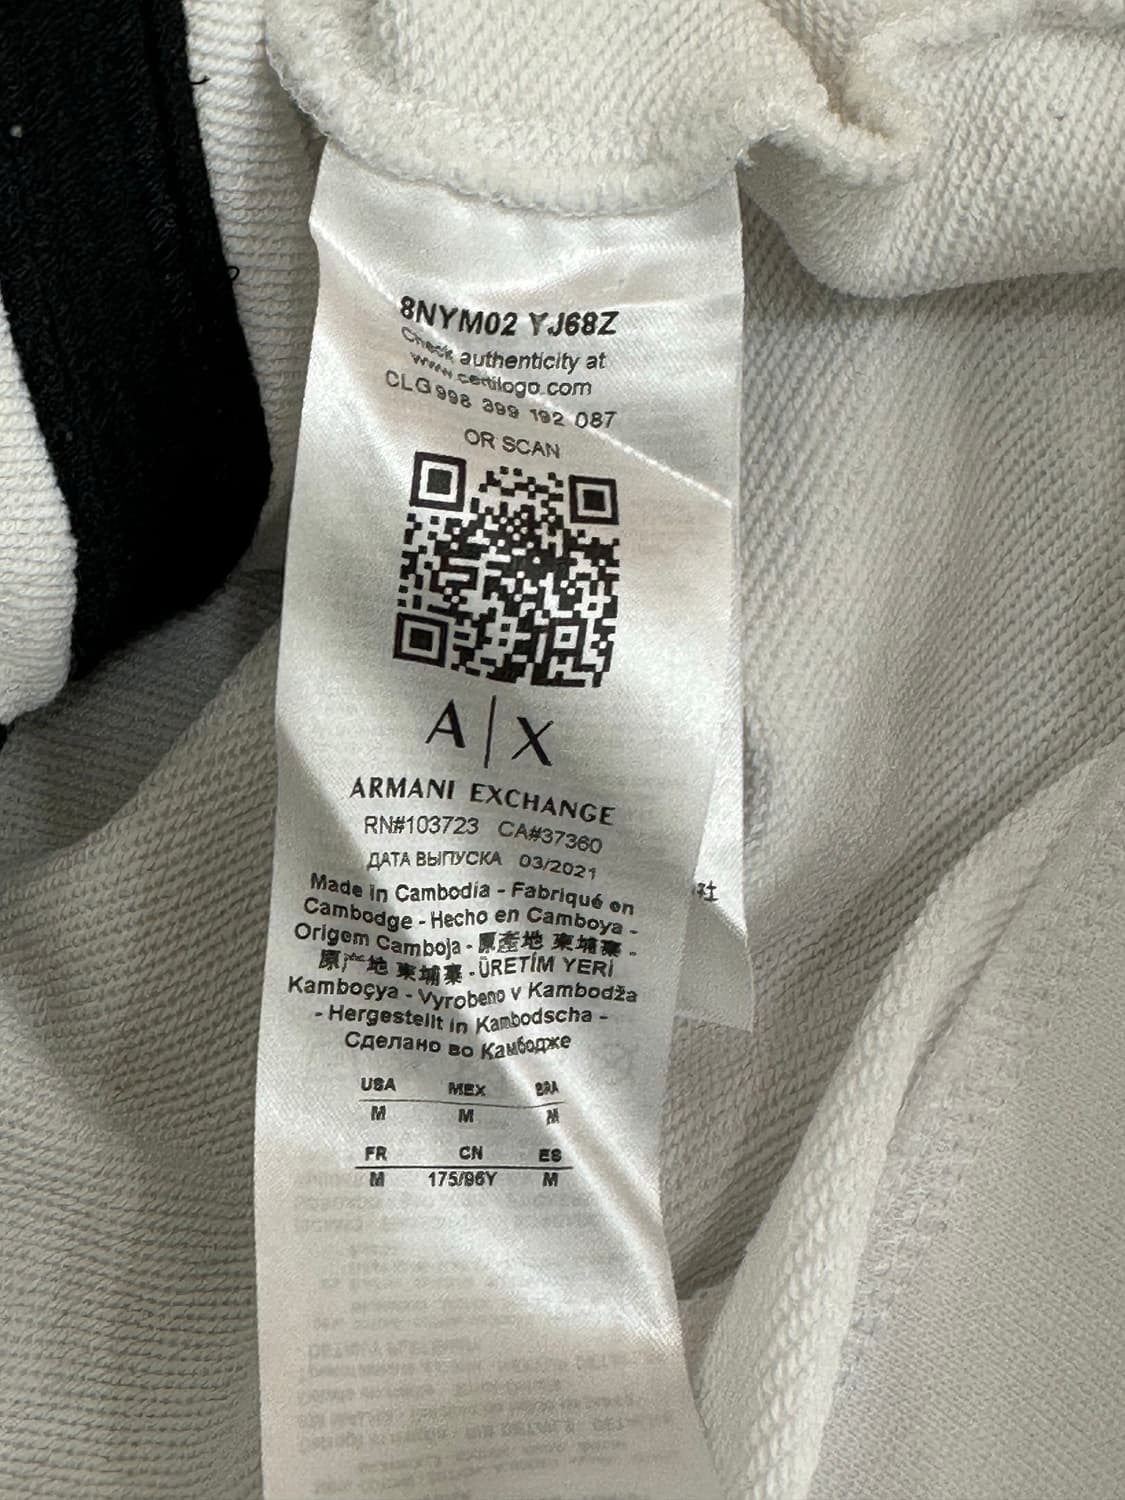 8NYM02 YJ68Z
Check authenticity at
www.certilogo.com
CLG 998 399 192 087
OR SCAN
A|X
ARMANI EXCHANGE
RN#103723 CA#37360
ДАТА ВЫПУСКА 03/2021
Made in Cambodia - Fabriqué en
Cambodge - Hecho en Camboya -
Origem Camboja - 原產地 柬埔寨 -
原产地 柬埔寨 - ÜRETİM YERİ
Kamboçya - Vyrobeno v Kambodža
- Hergestellt in Kambodscha -
Сделано во Камбодже
USA MEX BRA
M M M
FR CN ES
M 175/96Y M
社